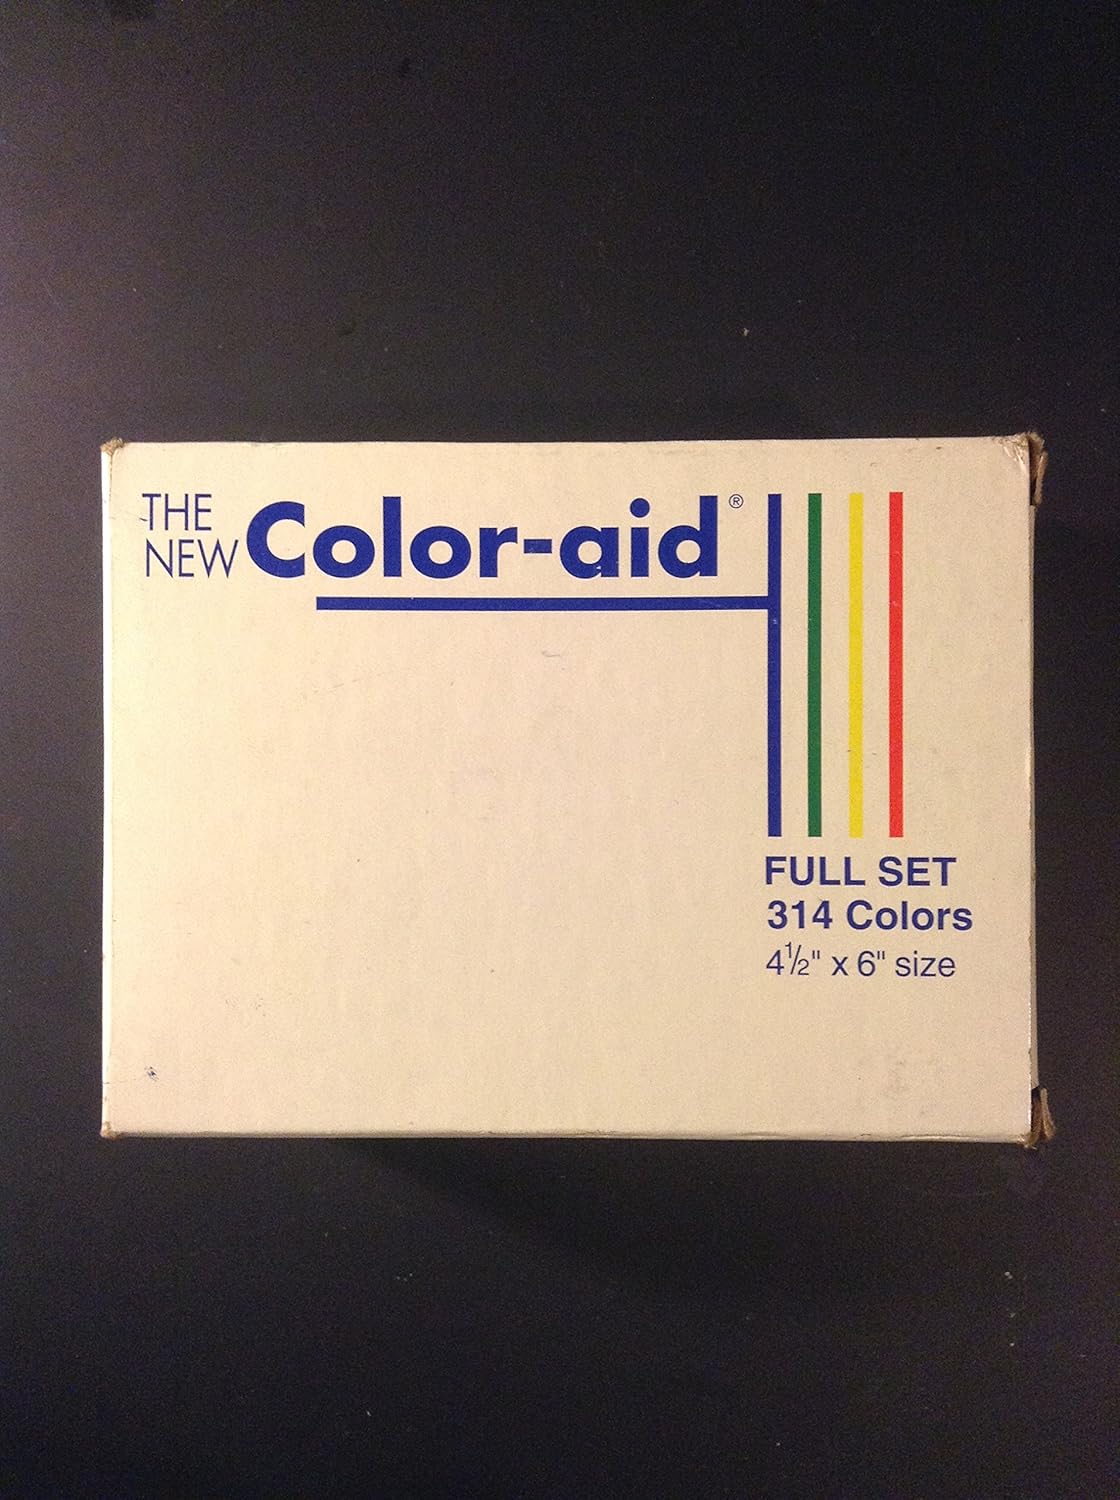 THE
NEW Color-aid®
FULL SET
314 Colors
4½" x 6" size